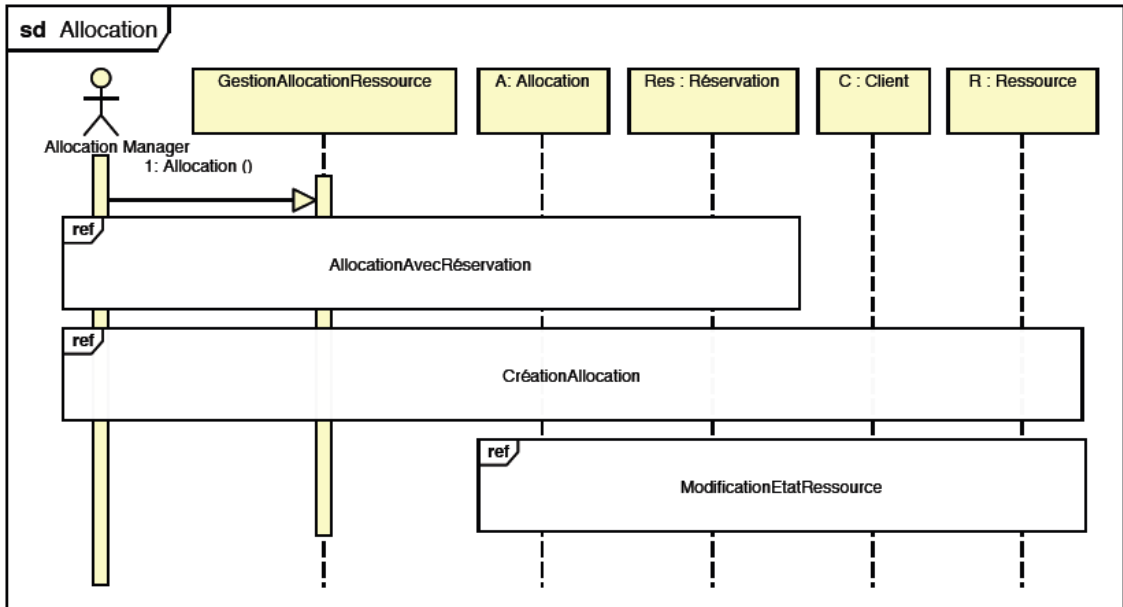 sd Allocation
GestionAllocationRessource
A: Allocation
Res : Réservation
C : Client
R : Ressource
Allocation Manager
1: Allocation ()
ref
AllocationAvecRéservation
ref
CréationAllocation
ref
ModificationEtatRessource